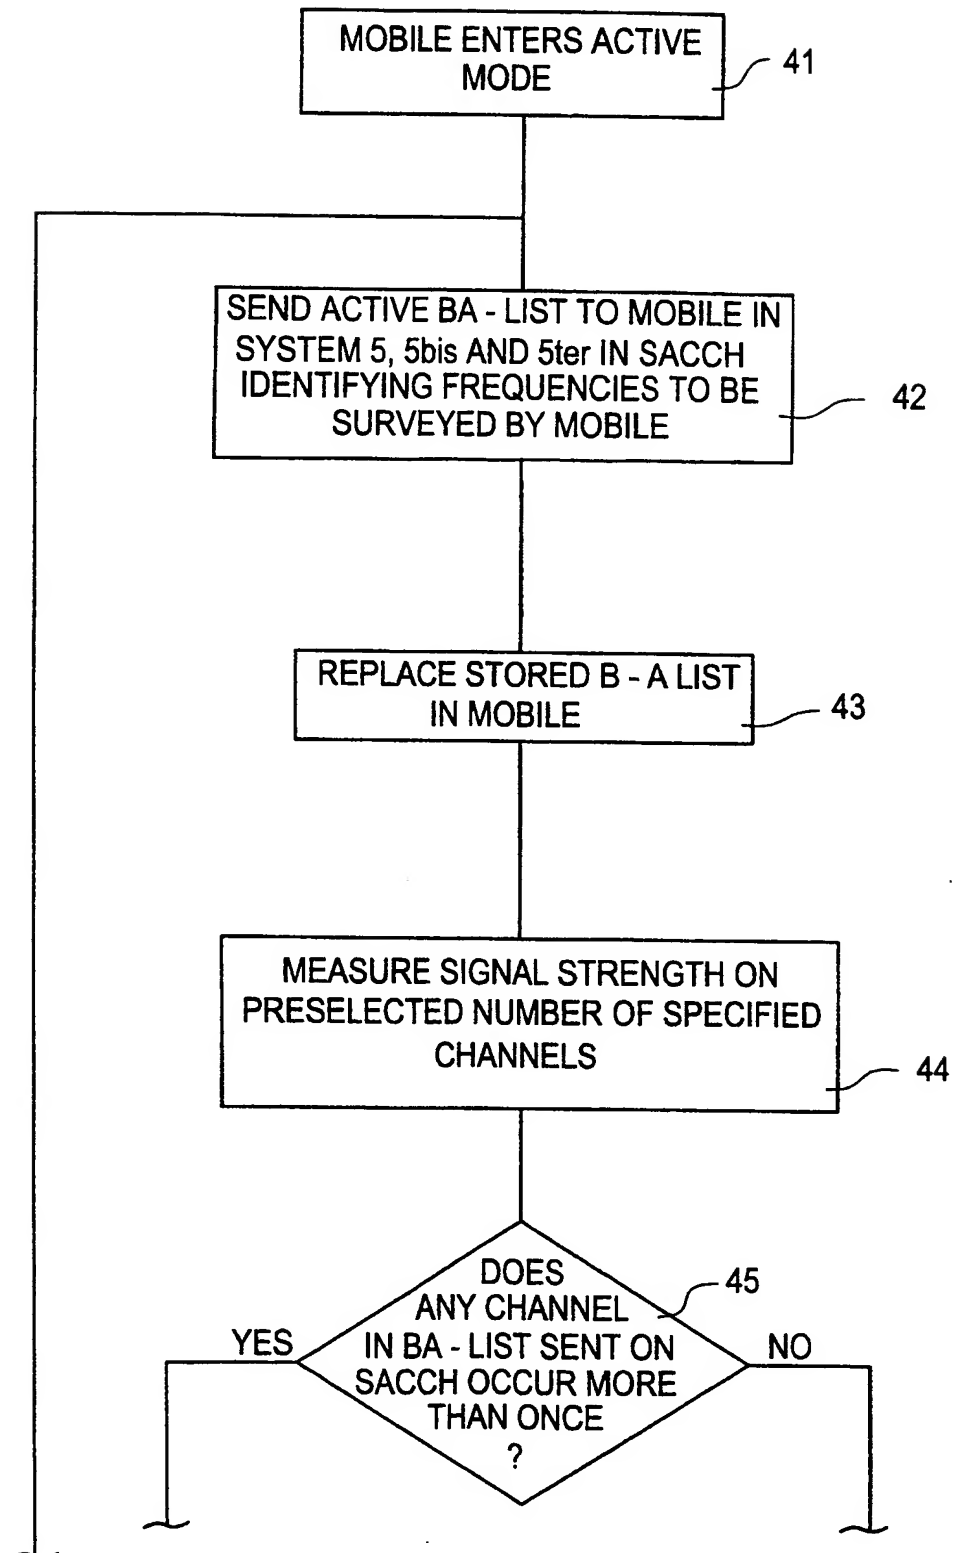 MOBILE ENTERS ACTIVE
MODE
41
SEND ACTIVE BA - LIST TO MOBILE IN
SYSTEM 5, 5bis AND 5ter IN SACCH
IDENTIFYING FREQUENCIES TO BE
SURVEYED BY MOBILE
42
REPLACE STORED B - A LIST
IN MOBILE
43
MEASURE SIGNAL STRENGTH ON
PRESELECTED NUMBER OF SPECIFIED
CHANNELS
44
DOES
ANY CHANNEL
IN BA - LIST SENT ON
SACCH OCCUR MORE
THAN ONCE
?
45
YES
NO